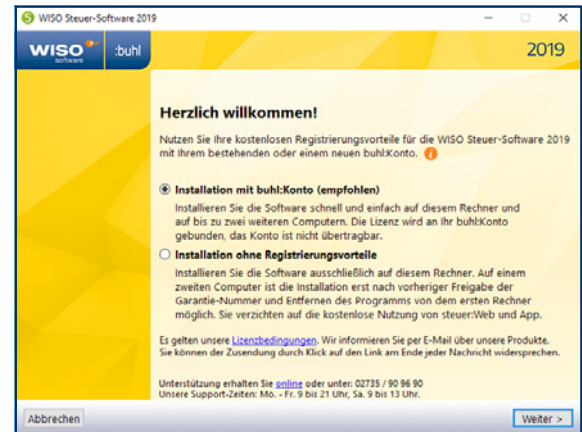 WISO Steuer-Software 2019
WISO software :buhl 2019
Herzlich willkommen!
Nutzen Sie Ihre kostenlosen Registrierungsvorteile für die WISO Steuer-Software 2019
mit Ihrem bestehenden oder einem neuen buhl:Konto.
Installation mit buhl:Konto (empfohlen)
Installieren Sie die Software schnell und einfach auf diesem Rechner und
auf bis zu zwei weiteren Computern. Die Lizenz wird an Ihr buhl:Konto
gebunden, das Konto ist nicht übertragbar.
Installation ohne Registrierungsvorteile
Installieren Sie die Software ausschließlich auf diesem Rechner. Auf einem
zweiten Computer ist die Installation erst nach vorheriger Freigabe der
Garantie-Nummer und Entfernen des Programms von dem ersten Rechner
möglich. Sie verzichten auf die kostenlose Nutzung von steuer:Web und App.
Es gelten unsere Lizenzbedingungen. Wir informieren Sie per E-Mail über unsere Produkte.
Sie können der Zusendung durch Klick auf den Link am Ende jeder Nachricht widersprechen.
Unterstützung erhalten Sie online oder unter: 02735 / 90 96 90
Unsere Support-Zeiten: Mo. - Fr. 9 bis 21 Uhr, Sa. 9 bis 13 Uhr.
Abbrechen Weiter >